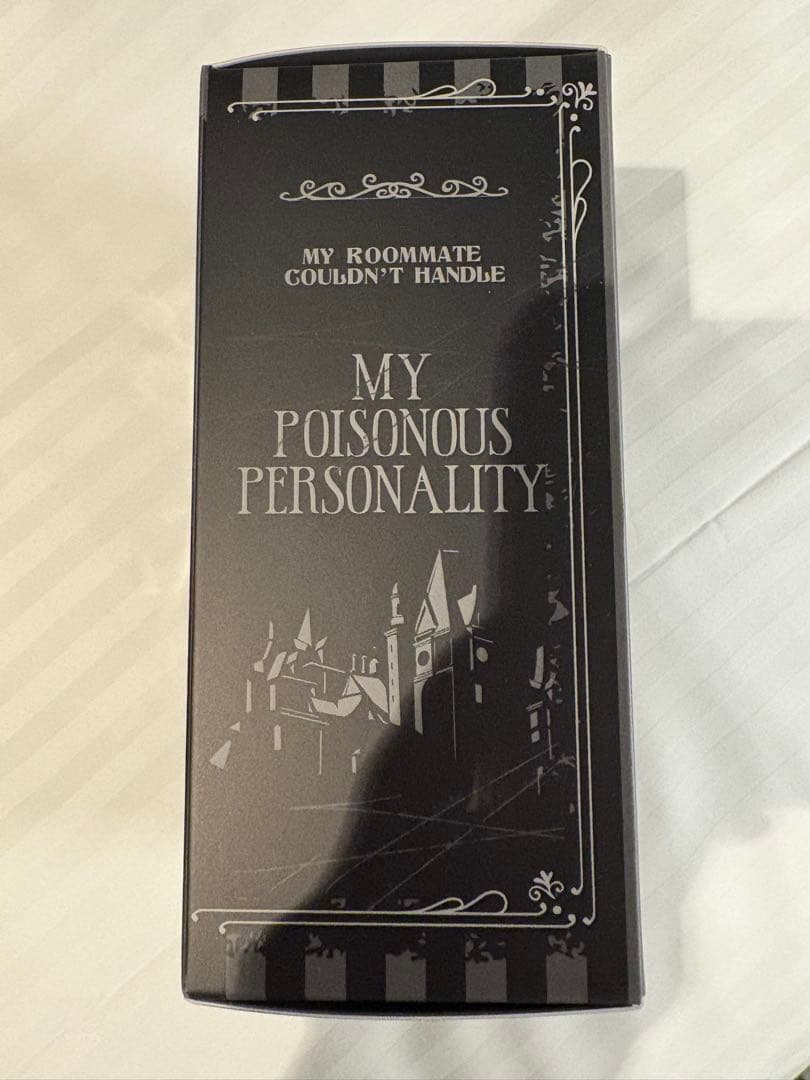 MY ROOMMATE
COULDN'T HANDLE
MY
POISONOUS
PERSONALITY